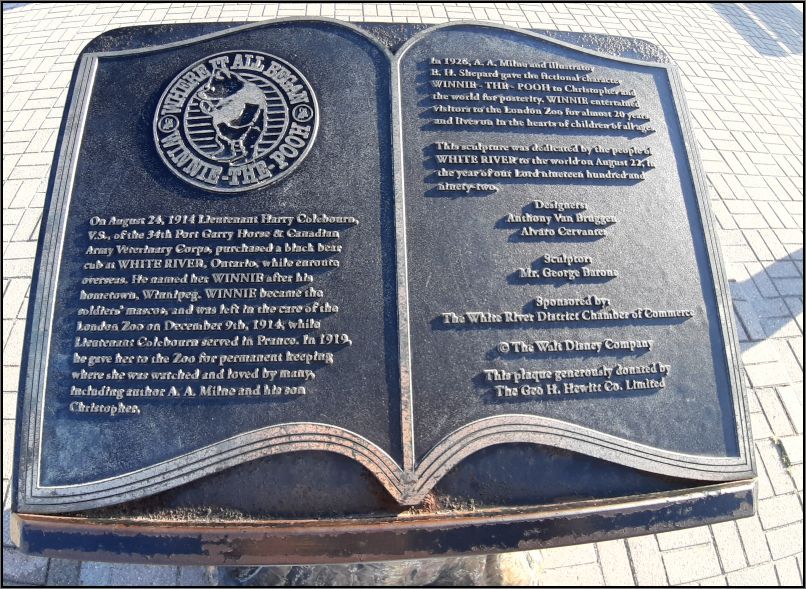 WHERE IT ALL BEGAN
WINNIE-THE-POOH
On August 24, 1914 Lieutenant Harry Colebourn,
V.S., of the 34th Fort Garry Horse & Canadian
Army Veterinary Corps, purchased a black bear
cub at WHITE RIVER, Ontario, while enroute
overseas. He named her WINNIE after his
hometown, Winnipeg. WINNIE became the
soldiers' mascot, and was left in the care of the
London Zoo on December 9th, 1914, while
Lieutenant Colebourn served in France. In 1919,
he gave her to the Zoo for permanent keeping
where she was watched and loved by many,
including author A. A. Milne and his son
Christopher.
In 1926, A. A. Milne and illustrator
E. H. Shepard gave the fictional character
WINNIE - THE - POOH to Christopher and
the world for posterity. WINNIE entertained
visitors to the London Zoo for almost 20 years
and lives on in the hearts of children of all ages.
This sculpture was dedicated by the people of
WHITE RIVER to the world on August 22, in
the year of our Lord nineteen hundred and
ninety-two.
Designers:
Anthony Van Bruggen
Alvaro Cervantes
Sculptor:
Mr. George Barone
Sponsored by:
The White River District Chamber of Commerce
© The Walt Disney Company
This plaque generously donated by
The Geo H. Hewitt Co. Limited